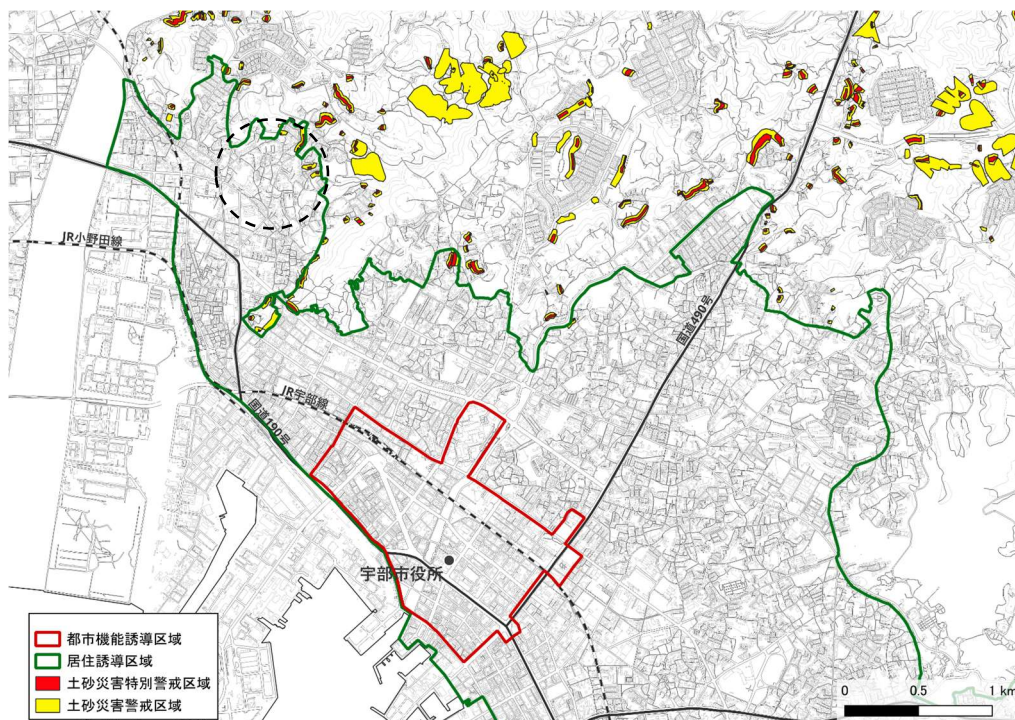 JR小野田線
国道490号
JR宇部線
国道190号
宇部市役所
都市機能誘導区域
居住誘導区域
土砂災害特別警戒区域
土砂災害警戒区域
0 0.5 1 km